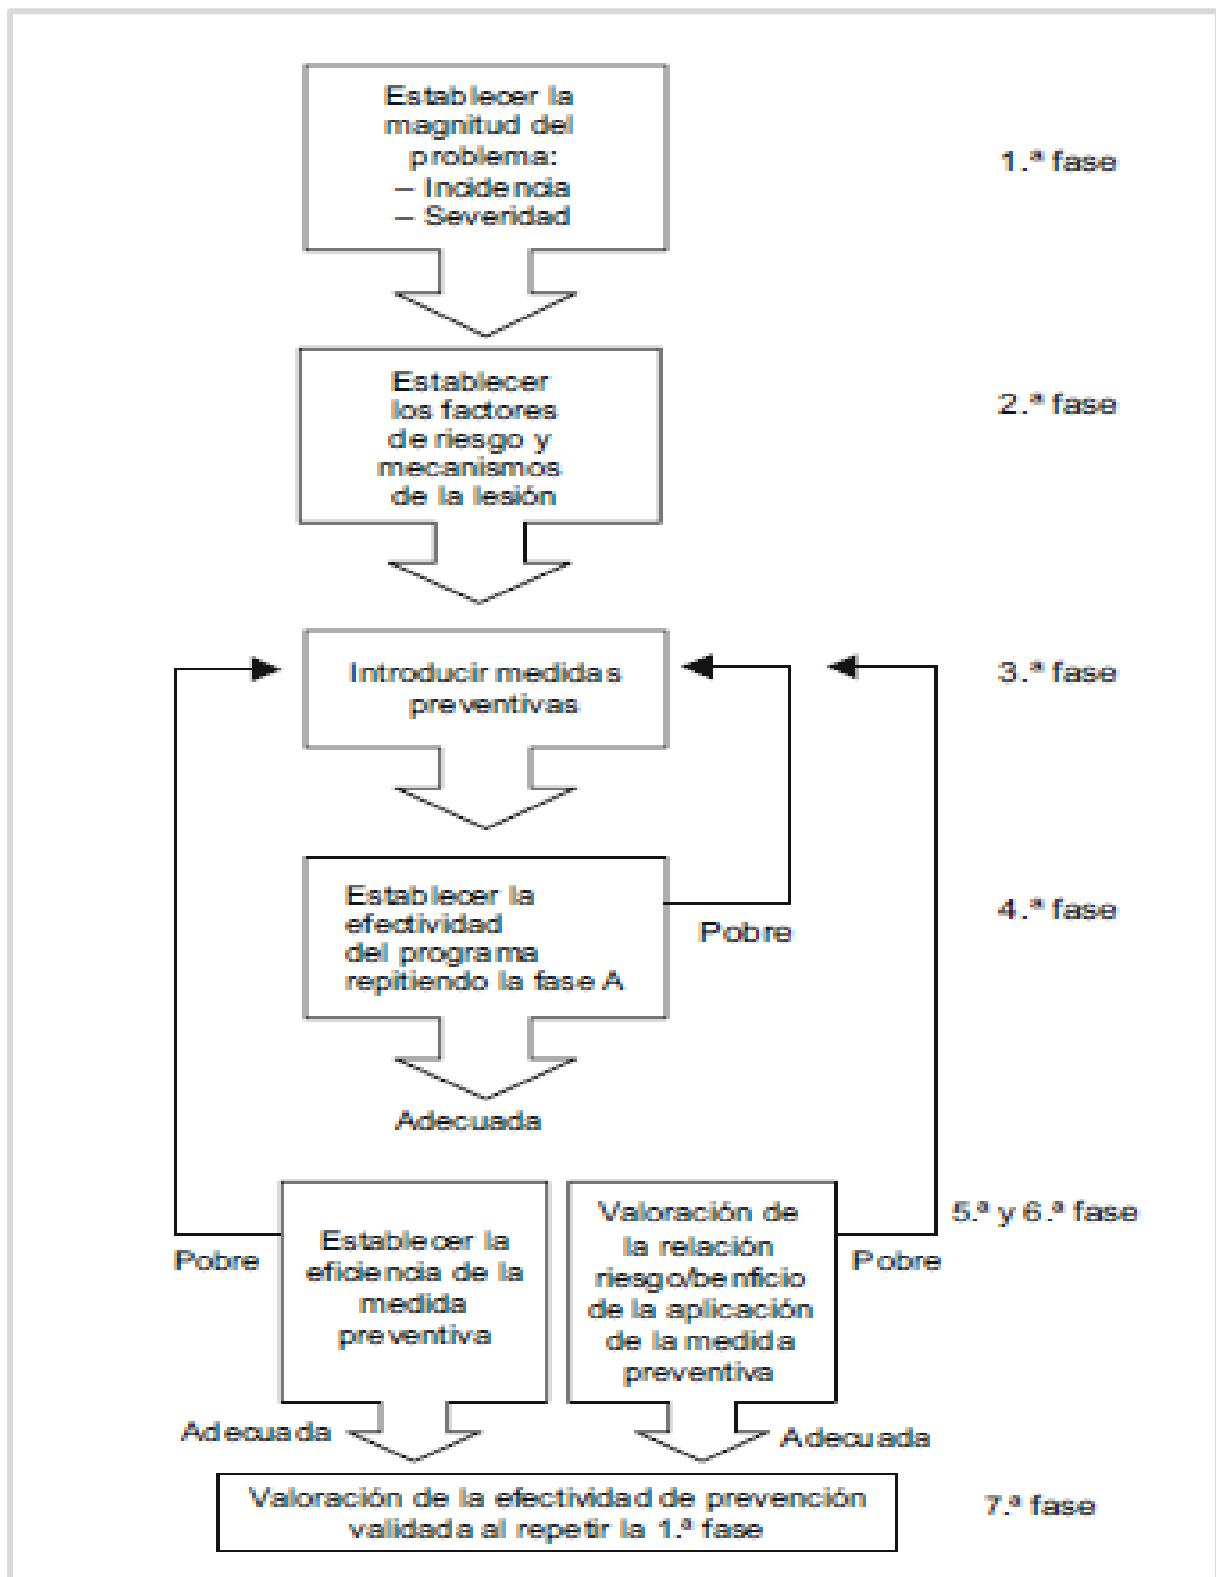 Establecer la
magnitud del
problema:
– Incidencia
– Severidad
1.ª fase
Establecer
los factores
de riesgo y
mecanismos
de la lesión
2.ª fase
Introducir medidas
preventivas
3.ª fase
Establecer la
efectividad
del programa
repitiendo la fase A
Pobre
4.ª fase
Adecuada
Establecer la
eficiencia de la
medida
preventiva
Pobre
Valoración de
la relación
riesgo/benficio
de la aplicación
de la medida
preventiva
Pobre
5.ª y 6.ª fase
Adecuada
Adecuada
Valoración de la efectividad de prevención
validada al repetir la 1.ª fase
7.ª fase